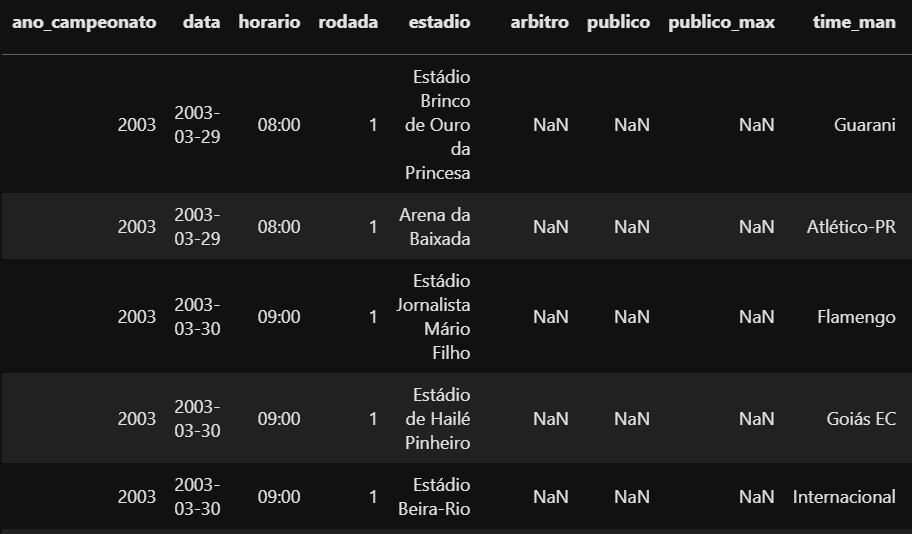 ano_campeonato data horario rodada estadio arbitro publico publico_max time_man
Estádio
Brinco
2003 2003-03-29 08:00 1 de Ouro NaN NaN NaN Guarani
da
Princesa
2003 2003-03-29 08:00 1 Arena da Baixada NaN NaN NaN Atlético-PR
Estádio
Jornalista
2003 2003-03-30 09:00 1 Mário NaN NaN NaN Flamengo
Filho
Estádio
2003 2003-03-30 09:00 1 de Hailé NaN NaN NaN Goiás EC
Pinheiro
2003 2003-03-30 09:00 1 Estádio Beira-Rio NaN NaN NaN Internacional